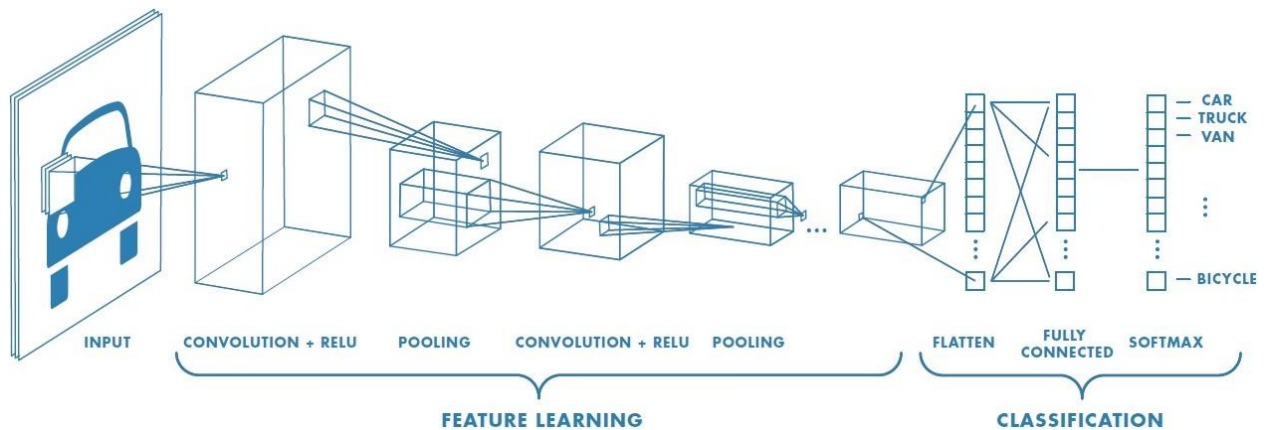 CAR
TRUCK
VAN
BICYCLE
INPUT
CONVOLUTION + RELU
POOLING
CONVOLUTION + RELU
POOLING
FLATTEN
FULLY
CONNECTED
SOFTMAX
FEATURE LEARNING
CLASSIFICATION